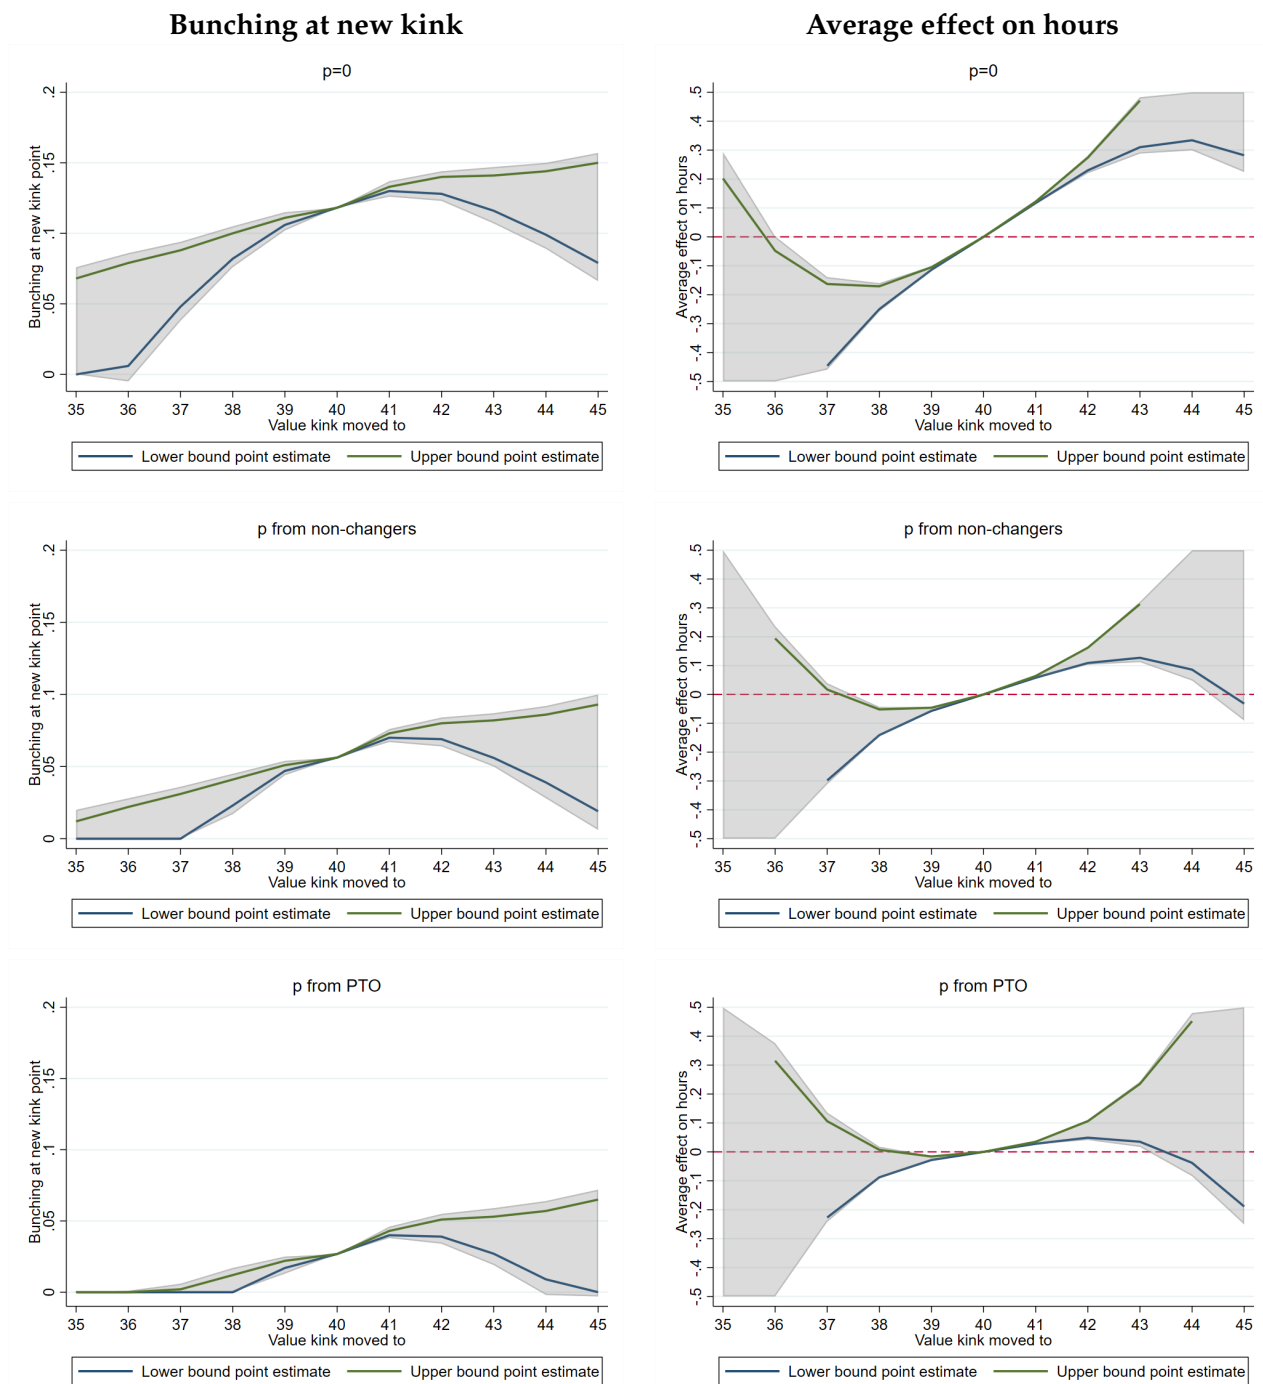 Bunching at new kink
Average effect on hours
p=0
Bunching at new kink point
0 .05 .1 .15 .2
35 36 37 38 39 40 41 42 43 44 45
Value kink moved to
Lower bound point estimate Upper bound point estimate
p=0
Average effect on hours
-.5 -.4 -.3 -.2 -.1 0 .1 .2 .3 .4 .5
35 36 37 38 39 40 41 42 43 44 45
Value kink moved to
Lower bound point estimate Upper bound point estimate
p from non-changers
Bunching at new kink point
0 .05 .1 .15 .2
35 36 37 38 39 40 41 42 43 44 45
Value kink moved to
Lower bound point estimate Upper bound point estimate
p from non-changers
Average effect on hours
-.5 -.4 -.3 -.2 -.1 0 .1 .2 .3 .4 .5
35 36 37 38 39 40 41 42 43 44 45
Value kink moved to
Lower bound point estimate Upper bound point estimate
p from PTO
Bunching at new kink point
0 .05 .1 .15 .2
35 36 37 38 39 40 41 42 43 44 45
Value kink moved to
Lower bound point estimate Upper bound point estimate
p from PTO
Average effect on hours
-.5 -.4 -.3 -.2 -.1 0 .1 .2 .3 .4 .5
35 36 37 38 39 40 41 42 43 44 45
Value kink moved to
Lower bound point estimate Upper bound point estimate